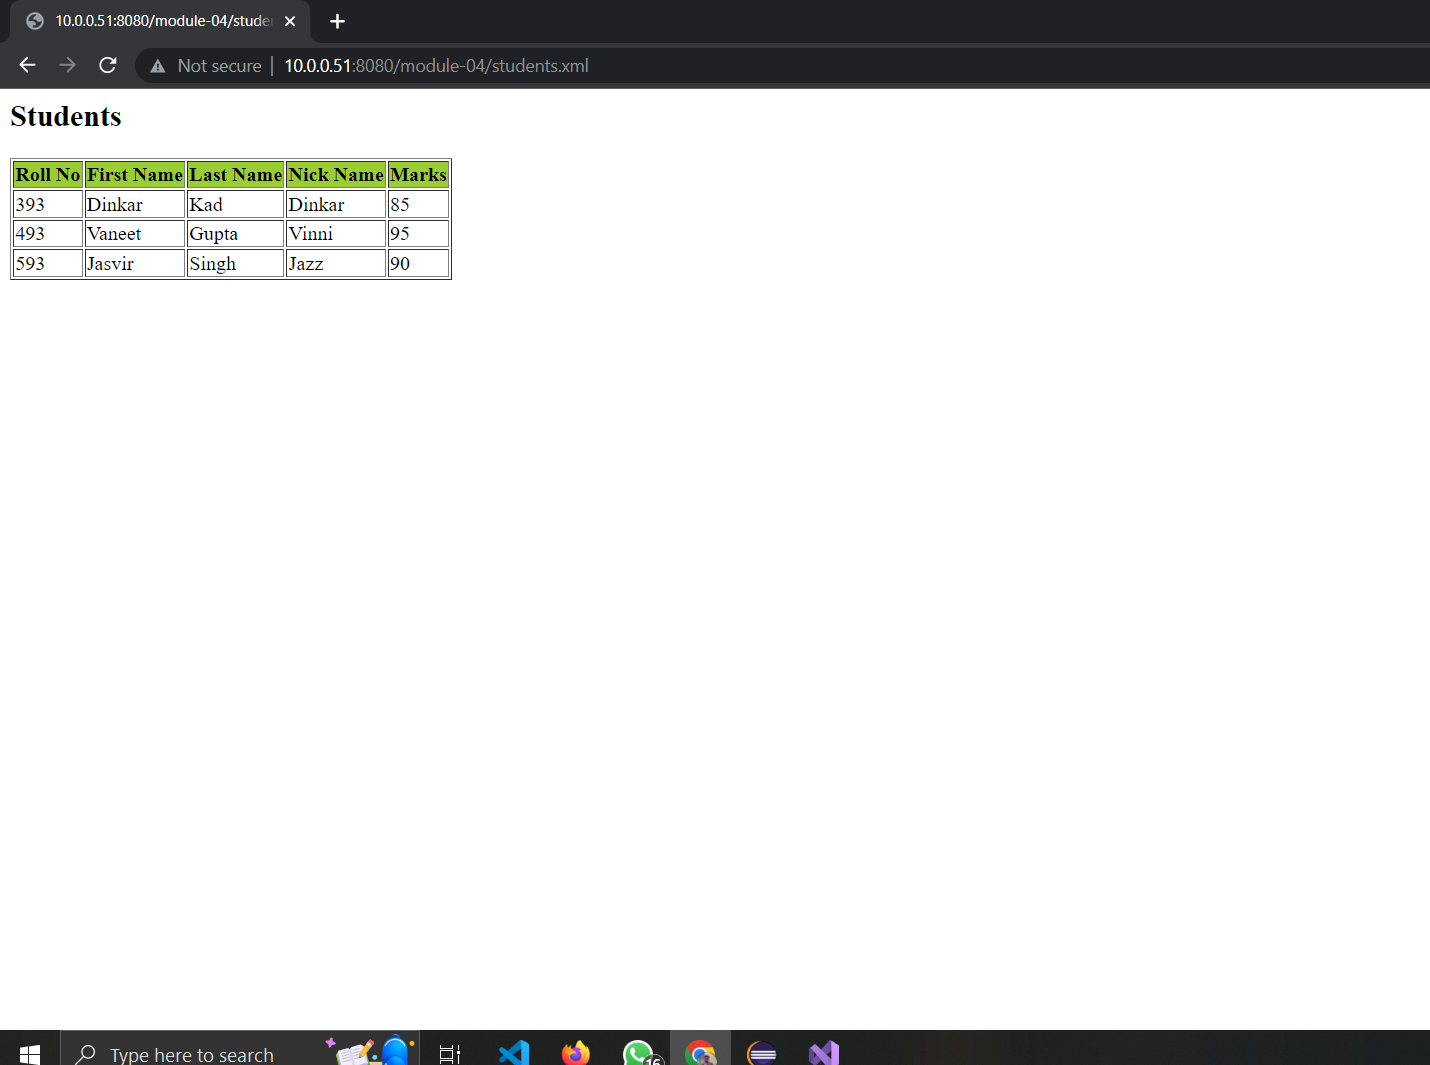 10.0.0.51:8080/module-04/studen
Not secure | 10.0.0.51:8080/module-04/students.xml
Students
Roll No First Name Last Name Nick Name Marks
393 Dinkar Kad Dinkar 85
493 Vaneet Gupta Vinni 95
593 Jasvir Singh Jazz 90
Type here to search
16